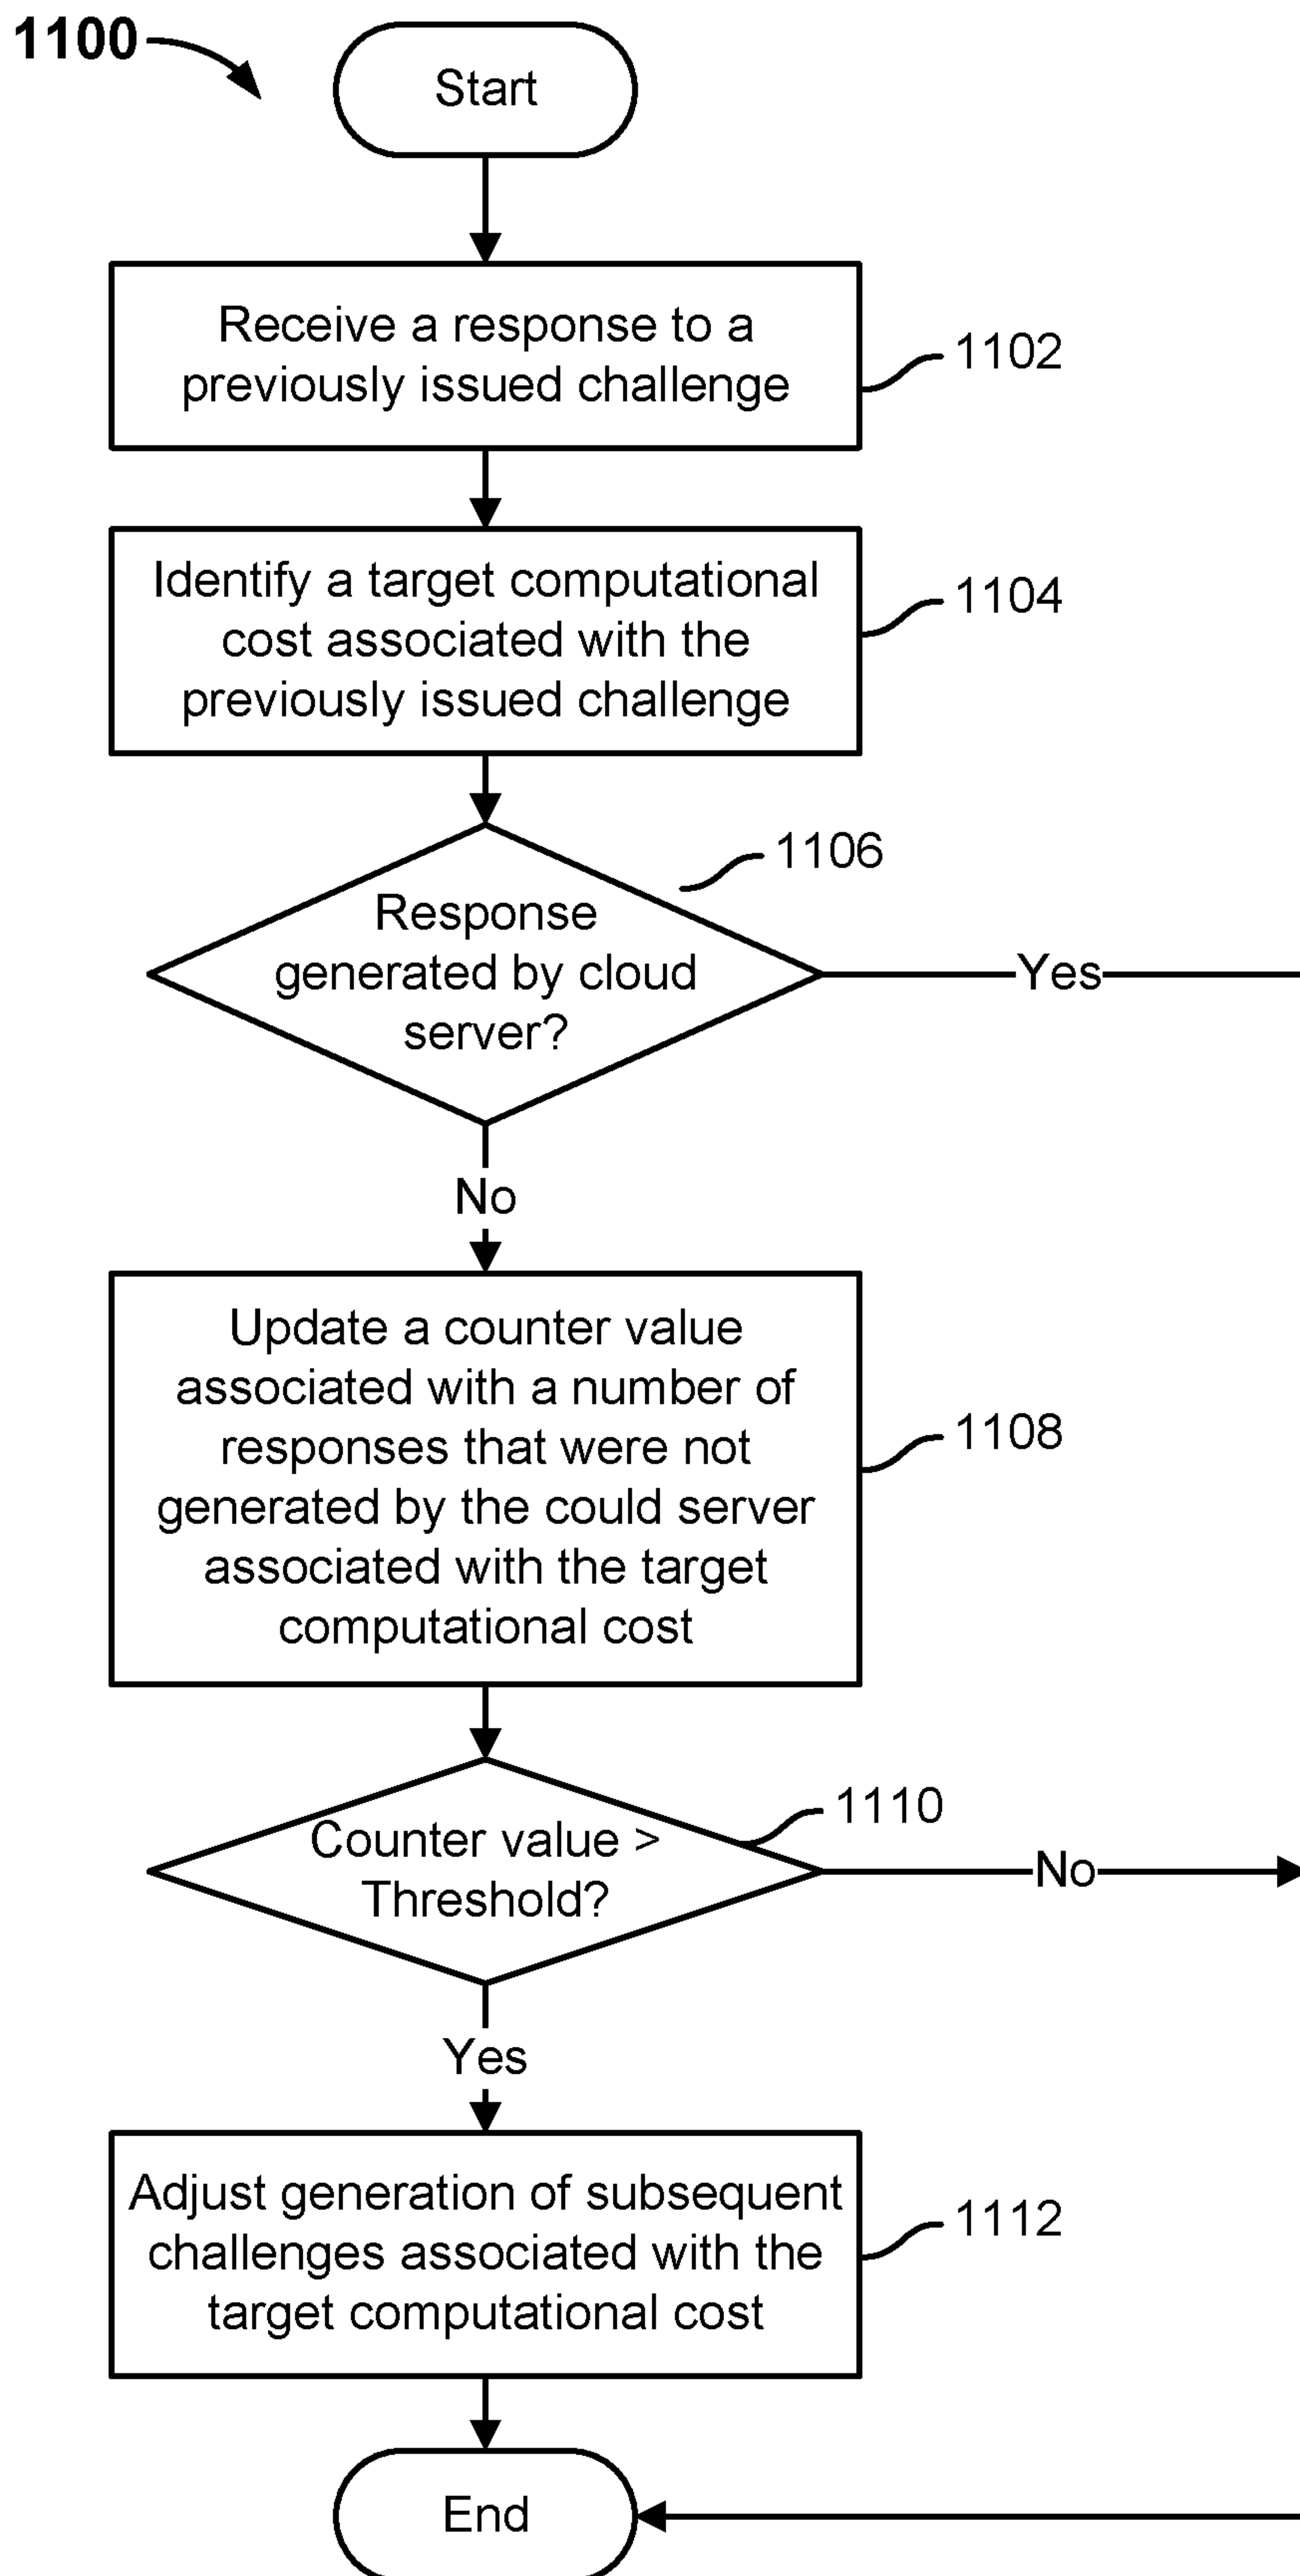 1100
Start
Receive a response to a
previously issued challenge
1102
Identify a target computational
cost associated with the
previously issued challenge
1104
1106
Response
generated by cloud
server?
Yes
No
Update a counter value
associated with a number of
responses that were not
generated by the could server
associated with the target
computational cost
1108
1110
Counter value >
Threshold?
No
Yes
Adjust generation of subsequent
challenges associated with the
target computational cost
1112
End